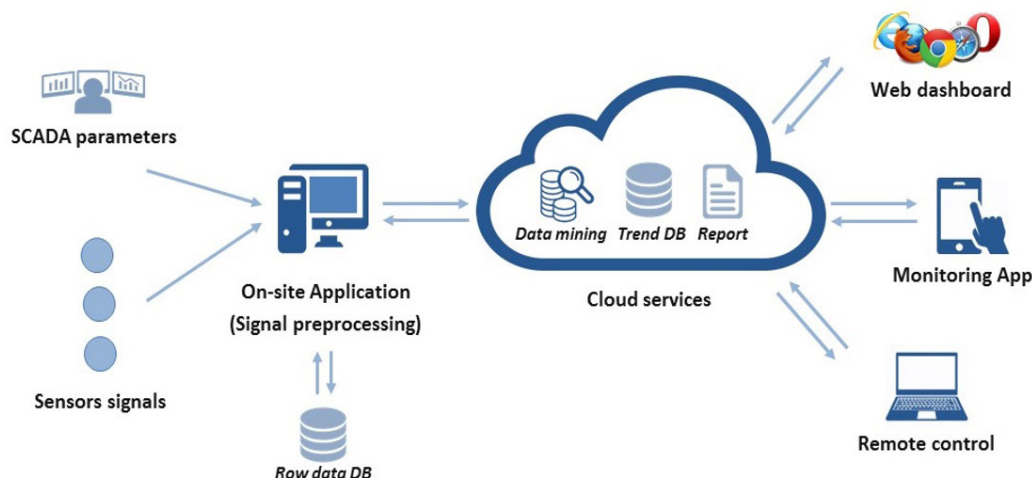 SCADA parameters
Sensors signals
On-site Application
(Signal preprocessing)
Row data DB
Data mining
Trend DB
Report
Cloud services
Web dashboard
Monitoring App
Remote control